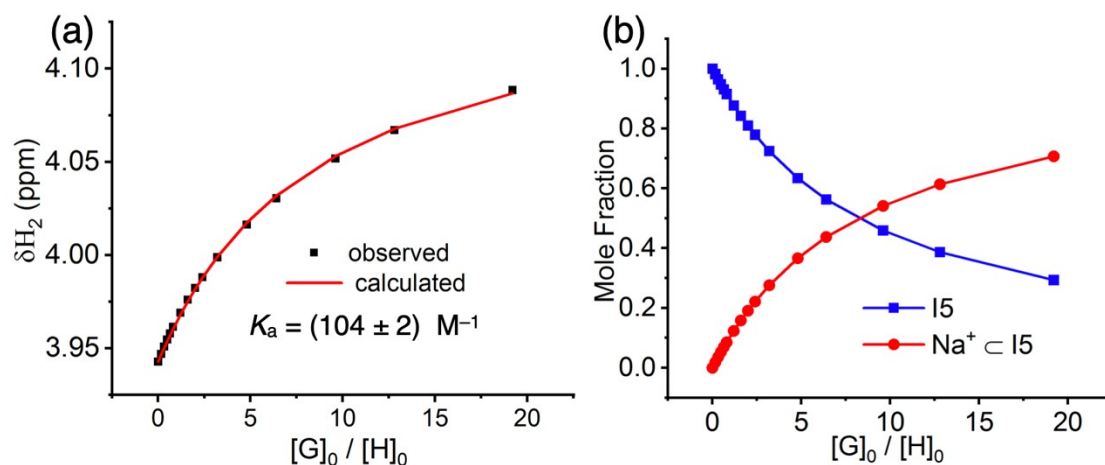 (a)
4.10
4.05
4.00
3.95
δH₂ (ppm)
observed
calculated
Kₐ = (104 ± 2) M⁻¹
0 5 10 15 20
[G]₀ / [H]₀
(b)
1.0
0.8
0.6
0.4
0.2
0.0
Mole Fraction
I5
Na⁺ ⊂ I5
0 5 10 15 20
[G]₀ / [H]₀